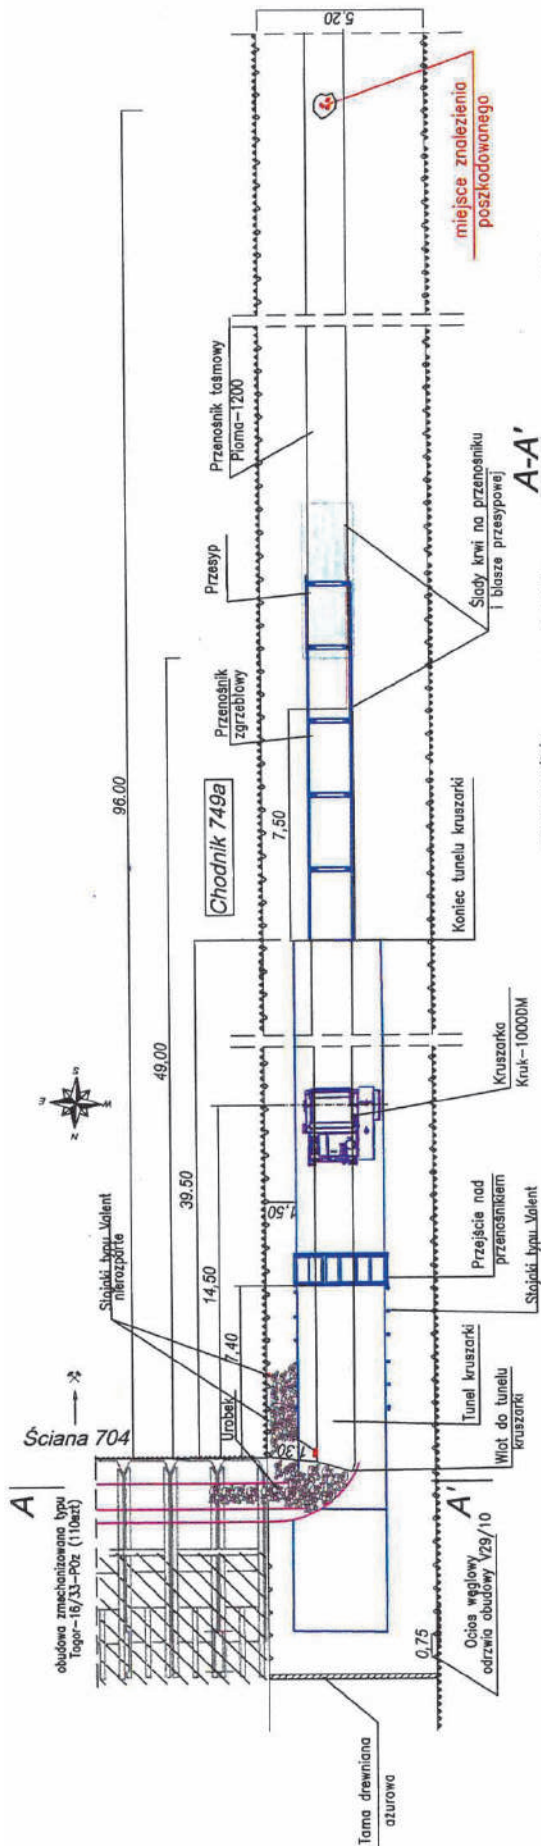 5.20
miejsce znalezienia
poszkodowanego
96.00
Przenośnik taśmowy
Pioma-1200
Przesyp
Przenośnik
zgrzebłowy
Ślady krwi na przenośniku
i blasze przesypowej
A-A'
49,00
Chodnik 749a
7,50
Koniec tunelu kruszarki
39.50
N
E
S
W
14,50
1,50
Kruszarka
Kruk-1000DM
Stojaki typu Valent
nierozparte
7,40
Przejście nad
przenośnikiem
Stojaki typu Valent
Urobek
1,30
Tunel kruszarki
Wlot do tunelu
kruszarki
Ściana 704
A
A'
obudowa zmechanizowana typu
Tagor-16/33-POz (110szt)
0,75
Ocios węglowy
odrzwia obudowy V29/10
Tama drewniana
ażurowa